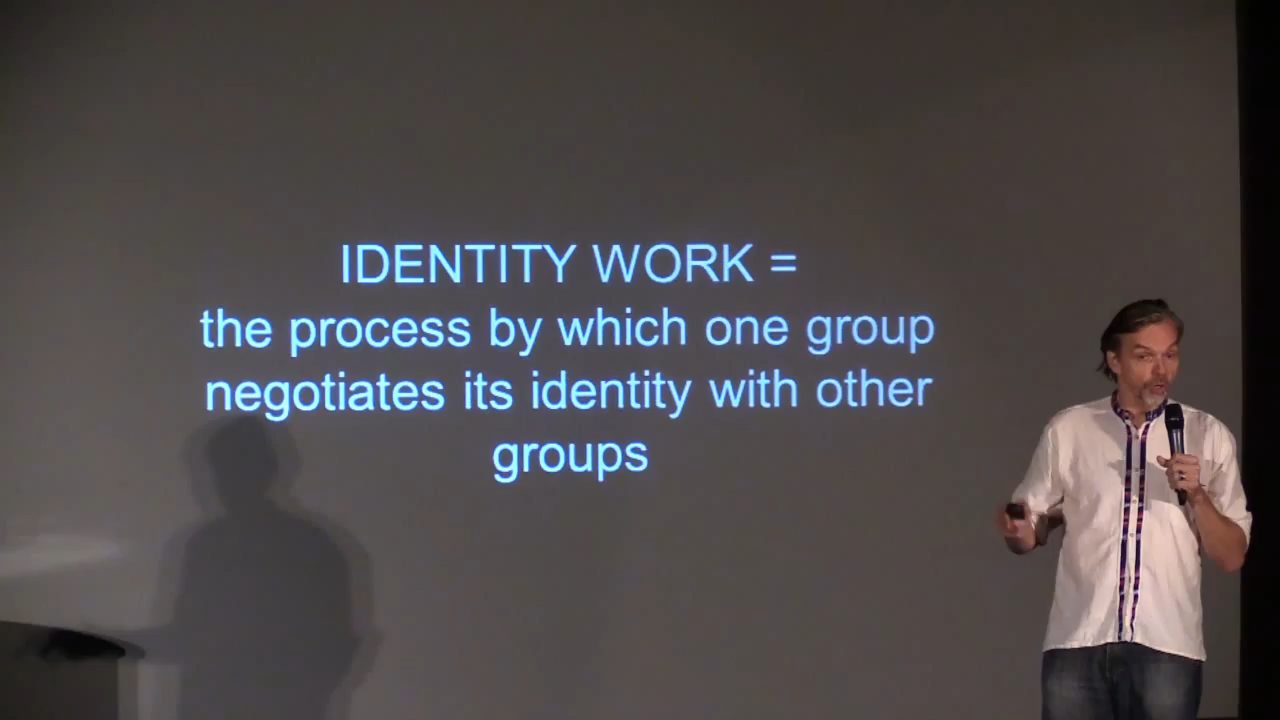 IDENTITY WORK =
the process by which one group
negotiates its identity with other
groups